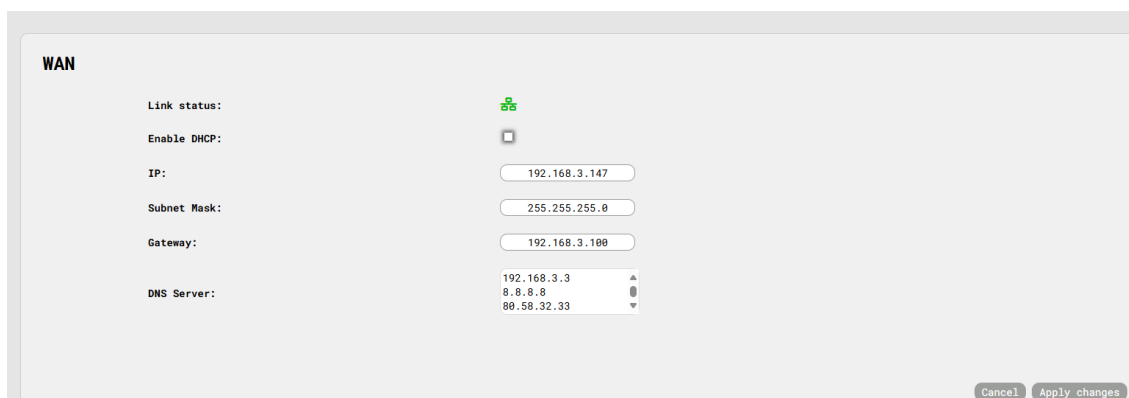 WAN
Link status:
Enable DHCP:
IP: 192.168.3.147
Subnet Mask: 255.255.255.0
Gateway: 192.168.3.100
DNS Server:
192.168.3.3
8.8.8.8
80.58.32.33
Cancel Apply changes